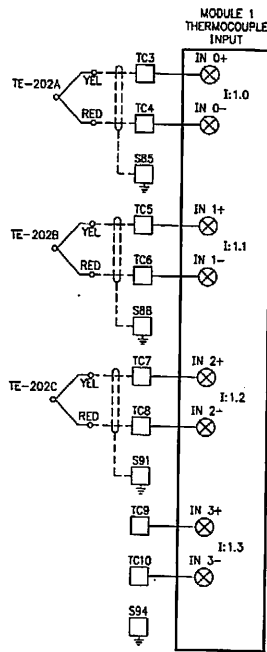 MODULE 1
THERMOCOUPLE
INPUT
TC3
IN 0+
YEL
TE-202A
I:1.0
TC4
IN 0-
RED
S85
TC5
IN 1+
YEL
TE-202B
I:1.1
TC6
IN 1-
RED
S88
TC7
IN 2+
YEL
TE-202C
I:1.2
TC8
IN 2-
RED
S91
TC9
IN 3+
I:1.3
TC10
IN 3-
S94